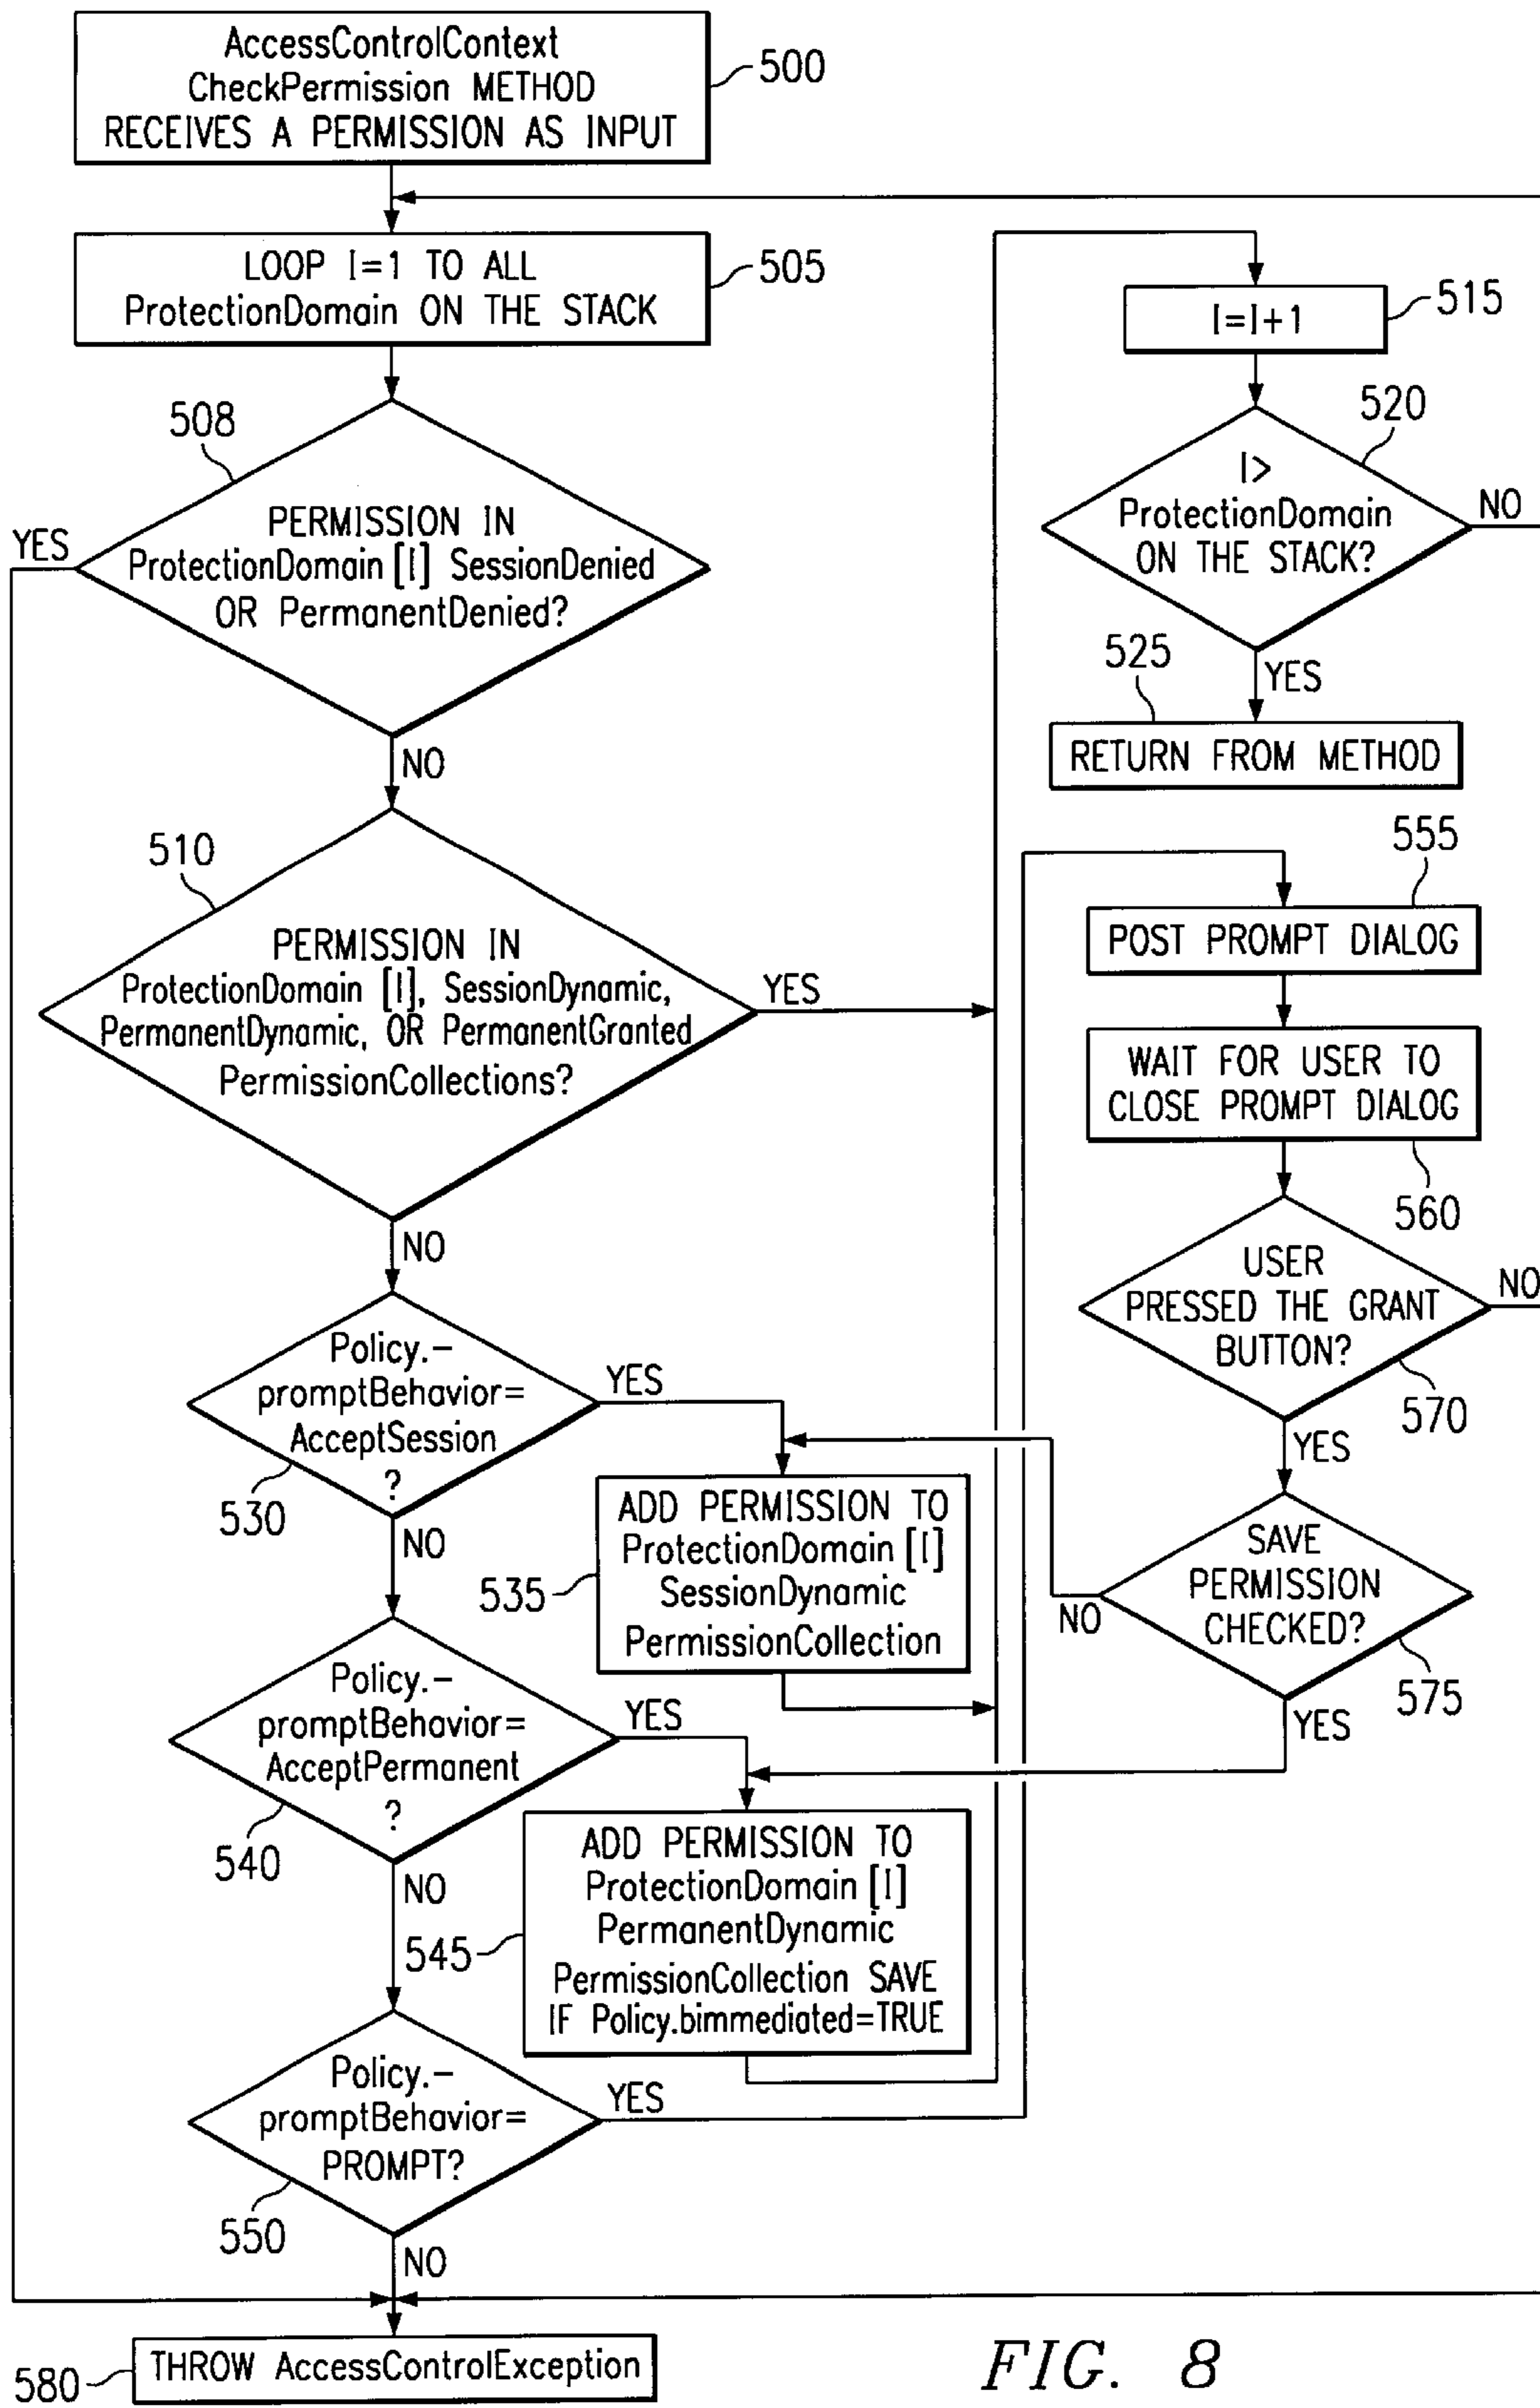 AccessControlContext
CheckPermission METHOD
RECEIVES A PERMISSION AS INPUT
500
LOOP I=1 TO ALL
ProtectionDomain ON THE STACK
505
508
PERMISSION IN
ProtectionDomain [I] SessionDenied
OR PermanentDenied?
YES
NO
510
PERMISSION IN
ProtectionDomain [I], SessionDynamic,
PermanentDynamic, OR PermanentGranted
PermissionCollections?
YES
NO
Policy.-
promptBehavior=
AcceptSession
?
530
YES
NO
ADD PERMISSION TO
ProtectionDomain [I]
SessionDynamic
PermissionCollection
535
Policy.-
promptBehavior=
AcceptPermanent
?
540
YES
NO
ADD PERMISSION TO
ProtectionDomain [I]
PermanentDynamic
PermissionCollection SAVE
IF Policy.bimmediated=TRUE
545
Policy.-
promptBehavior=
PROMPT?
550
YES
NO
THROW AccessControlException
580
I=I+1
515
520
I>
ProtectionDomain
ON THE STACK?
NO
YES
525
RETURN FROM METHOD
555
POST PROMPT DIALOG
WAIT FOR USER TO
CLOSE PROMPT DIALOG
560
USER
PRESSED THE GRANT
BUTTON?
NO
570
YES
SAVE
PERMISSION
CHECKED?
NO
575
YES
FIG. 8